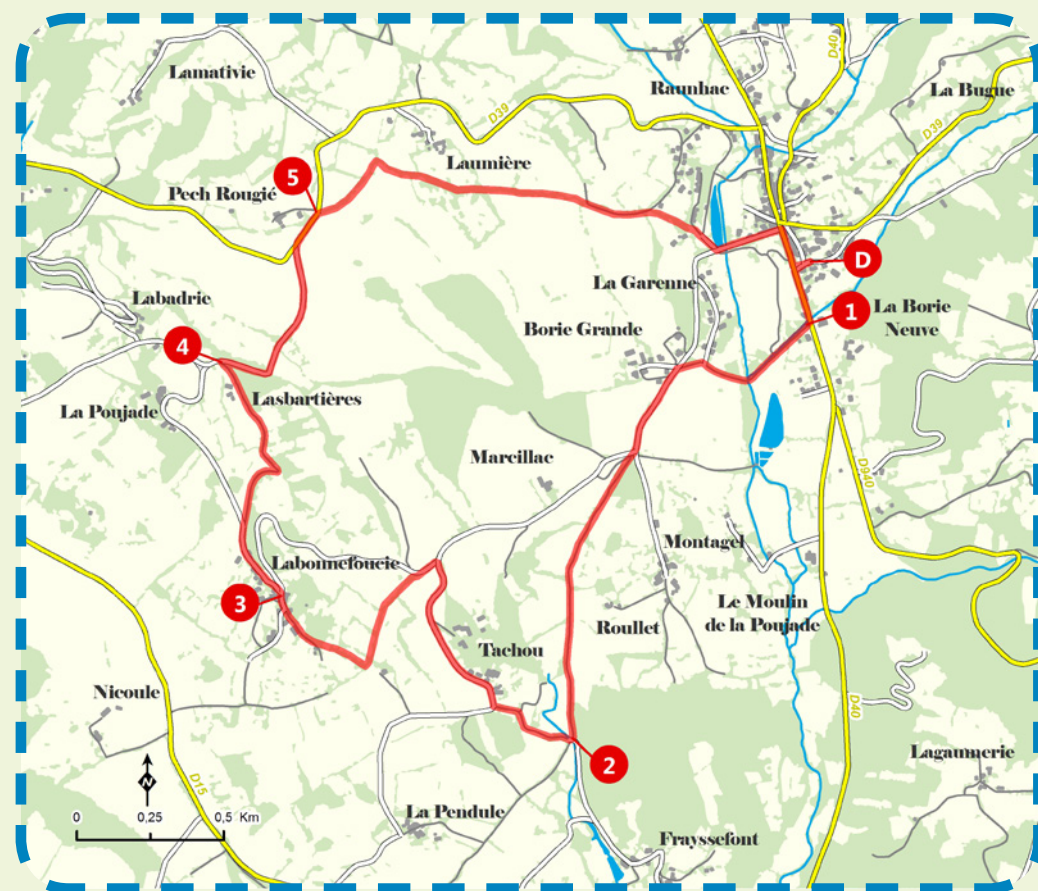 D40
Lamativie
Raunhac
La Bugue
D39
D39
Laumière
5
Pech Rougié
D
La Garenne
Labadrie
1
La Borie
Neuve
Borie Grande
4
Lasbartières
La Poujade
Marcillac
D940
Montagel
Labonnefoucie
3
Le Moulin
de la Poujade
Roullet
Tachou
Nicoule
D40
Lagaunerie
2
N
D15
0
0,25
0,5 Km
La Pendule
Frayssefont